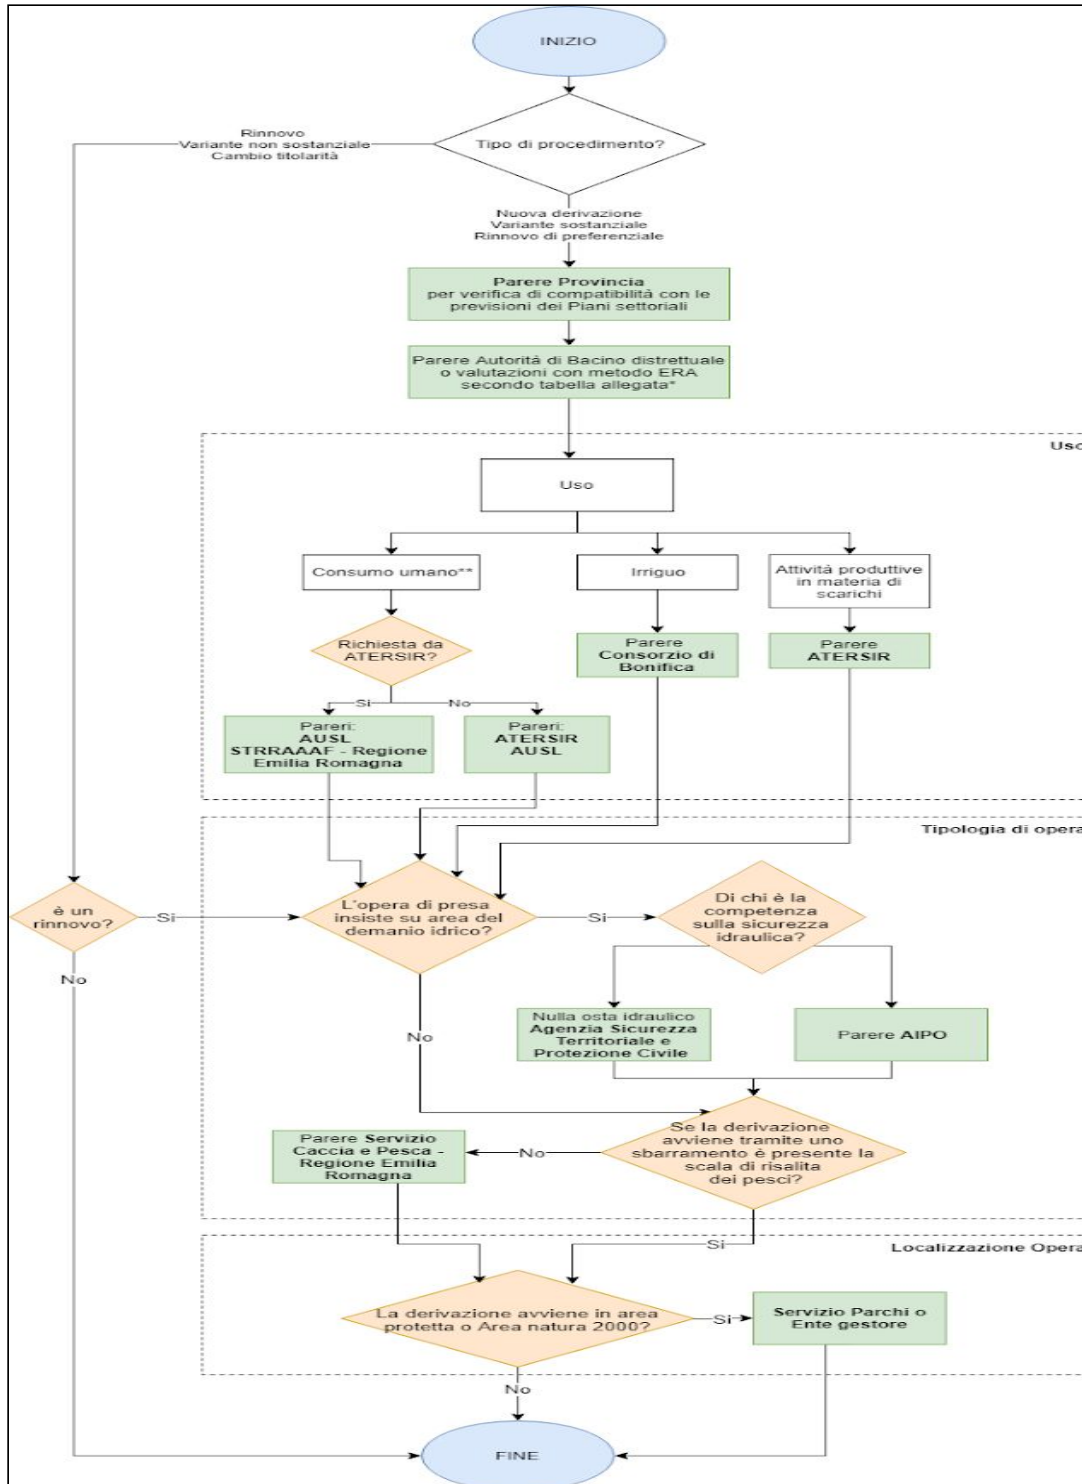 INIZIO
Tipo di procedimento?
Rinnovo
Variante non sostanziale
Cambio titolarità
Nuova derivazione
Variante sostanziale
Rinnovo di preferenziale
Parere Provincia
per verifica di compatibilità con le
previsioni dei Piani settoriali
Parere Autorità di Bacino distrettuale
o valutazioni con metodo ERA
secondo tabella allegata*
Uso
Uso
Consumo umano**
Irriguo
Attività produttive
in materia di
scarichi
Richiesta da
ATERSIR?
Parere
Consorzio di
Bonifica
Parere
ATERSIR
Si
No
Pareri:
AUSL
STRRAAAF - Regione
Emilia Romagna
Pareri:
ATERSIR
AUSL
Tipologia di opera
è un
rinnovo?
Si
L'opera di presa
insiste su area del
demanio idrico?
Si
Di chi è la
competenza
sulla sicurezza
idraulica?
No
No
Nulla osta idraulico
Agenzia Sicurezza
Territoriale e
Protezione Civile
Parere AIPO
Se la derivazione
avviene tramite uno
sbarramento è presente la
scala di risalita
dei pesci?
No
Parere Servizio
Caccia e Pesca -
Regione Emilia
Romagna
Si
Localizzazione Opera
La derivazione avviene in area
protetta o Area natura 2000?
Si
Servizio Parchi o
Ente gestore
No
FINE